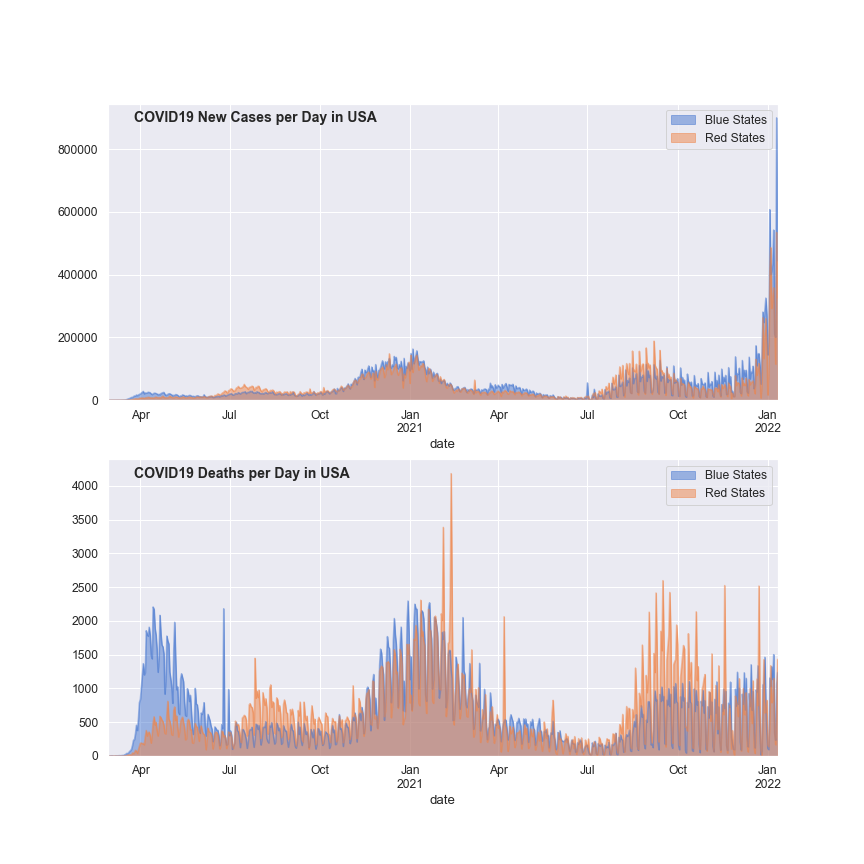 COVID19 New Cases per Day in USA
Blue States
Red States
800000
600000
400000
200000
0
Apr Jul Oct Jan Apr Jul Oct Jan
2021 2022
date
COVID19 Deaths per Day in USA
Blue States
Red States
4000
3500
3000
2500
2000
1500
1000
500
0
Apr Jul Oct Jan Apr Jul Oct Jan
2021 2022
date